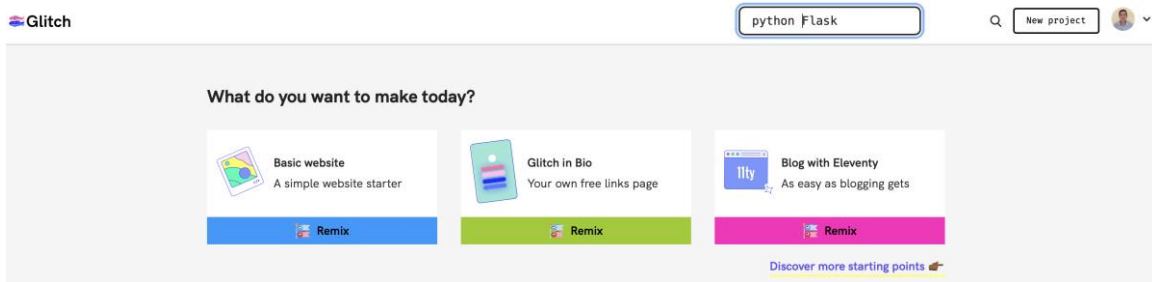 Glitch
python Flask
New project
What do you want to make today?
Basic website
A simple website starter
Remix
Glitch in Bio
Your own free links page
Remix
11ty
Blog with Eleventy
As easy as blogging gets
Remix
Discover more starting points